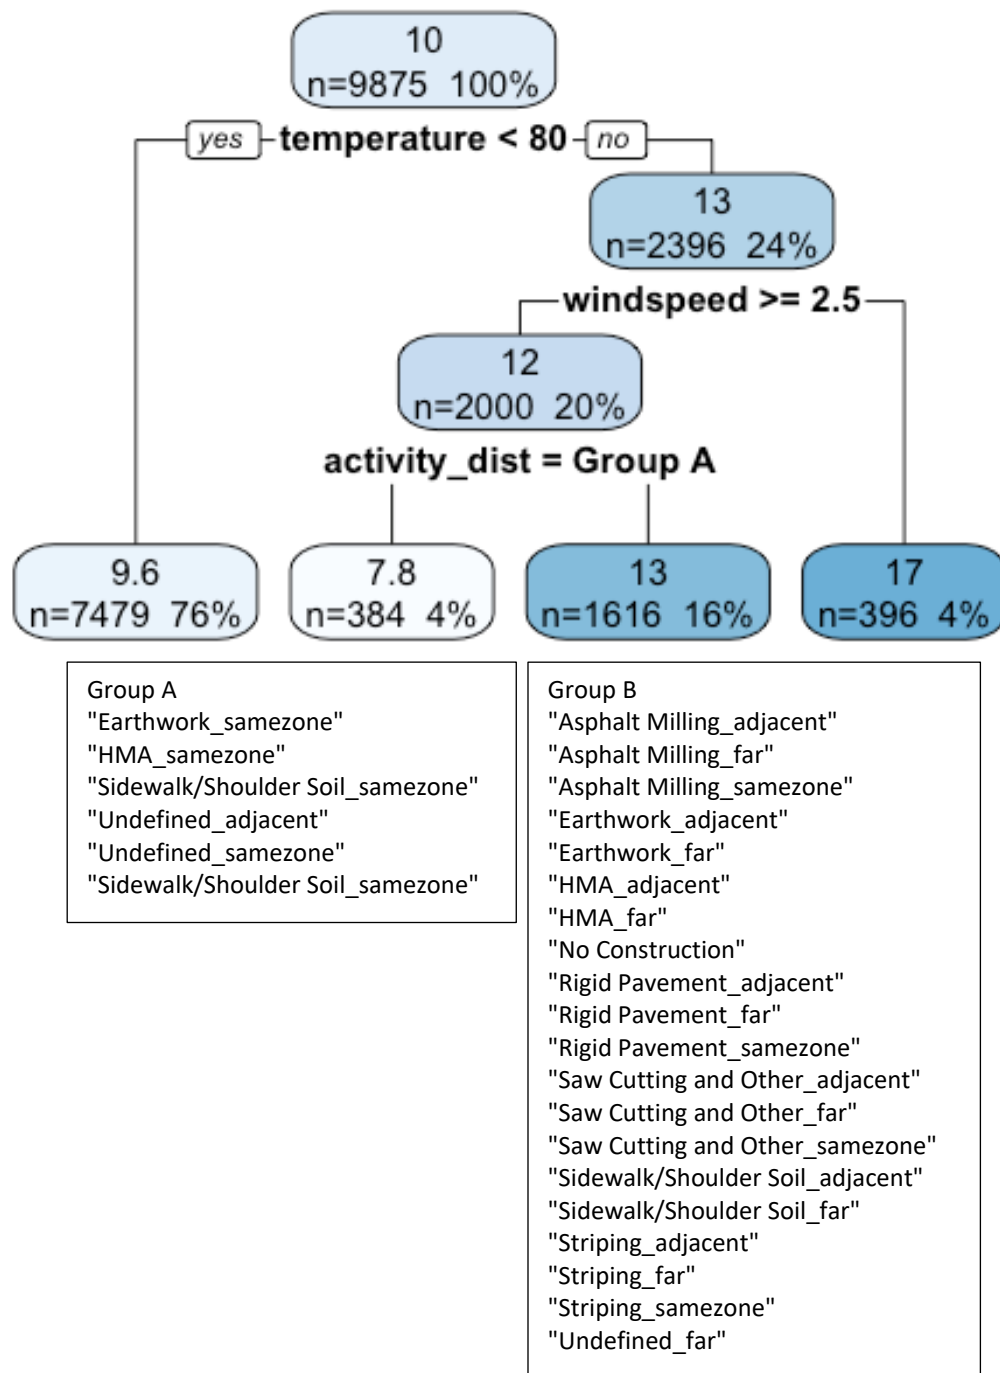 10
n=9875 100%
yes temperature < 80 no
13
n=2396 24%
windspeed >= 2.5
12
n=2000 20%
activity_dist = Group A
9.6
n=7479 76%
7.8
n=384 4%
13
n=1616 16%
17
n=396 4%
Group A
"Earthwork_samezone"
"HMA_samezone"
"Sidewalk/Shoulder Soil_samezone"
"Undefined_adjacent"
"Undefined_samezone"
"Sidewalk/Shoulder Soil_samezone"
Group B
"Asphalt Milling_adjacent"
"Asphalt Milling_far"
"Asphalt Milling_samezone"
"Earthwork_adjacent"
"Earthwork_far"
"HMA_adjacent"
"HMA_far"
"No Construction"
"Rigid Pavement_adjacent"
"Rigid Pavement_far"
"Rigid Pavement_samezone"
"Saw Cutting and Other_adjacent"
"Saw Cutting and Other_far"
"Saw Cutting and Other_samezone"
"Sidewalk/Shoulder Soil_adjacent"
"Sidewalk/Shoulder Soil_far"
"Striping_adjacent"
"Striping_far"
"Striping_samezone"
"Undefined_far"